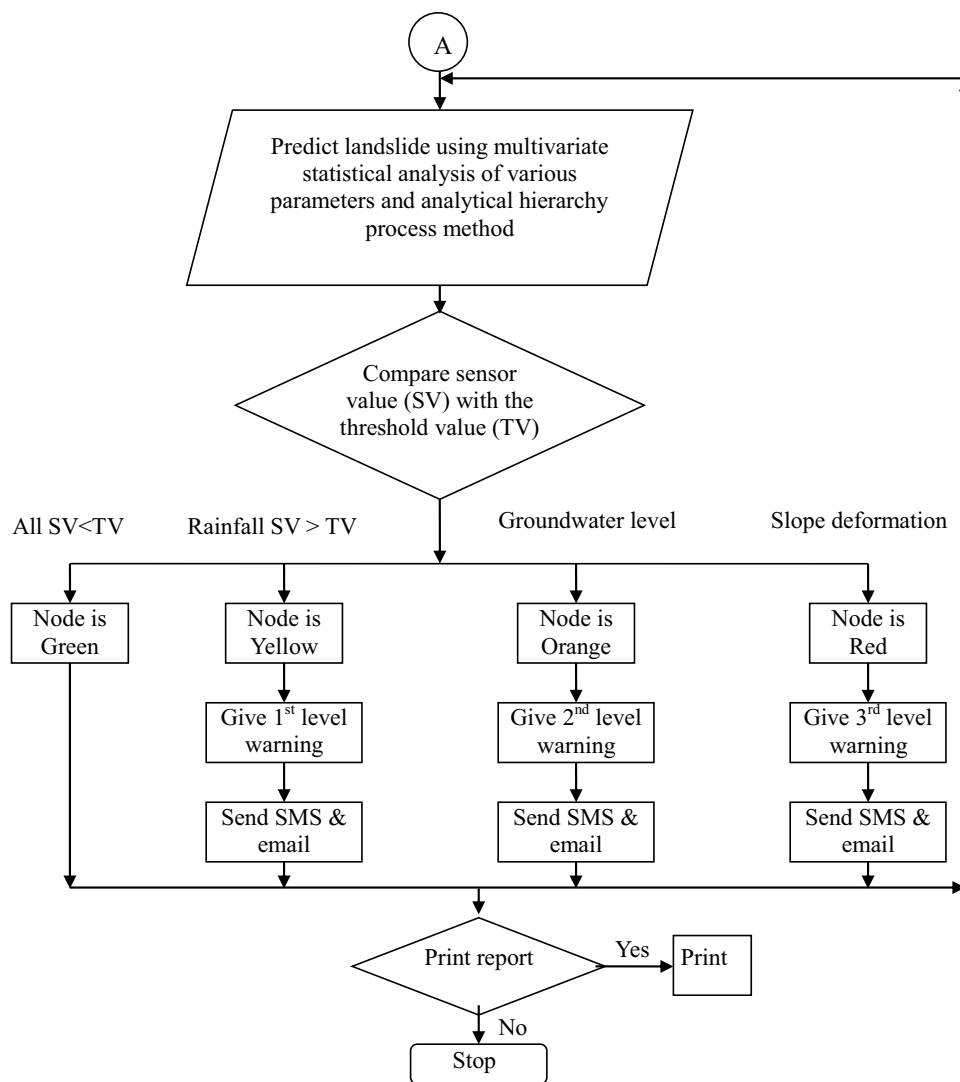 A
Predict landslide using multivariate
statistical analysis of various
parameters and analytical hierarchy
process method
Compare sensor
value (SV) with the
threshold value (TV)
All SV<TV
Rainfall SV > TV
Groundwater level
Slope deformation
Node is
Green
Node is
Yellow
Node is
Orange
Node is
Red
Give 1st level
warning
Give 2nd level
warning
Give 3rd level
warning
Send SMS &
email
Send SMS &
email
Send SMS &
email
Print report
Yes
Print
No
Stop